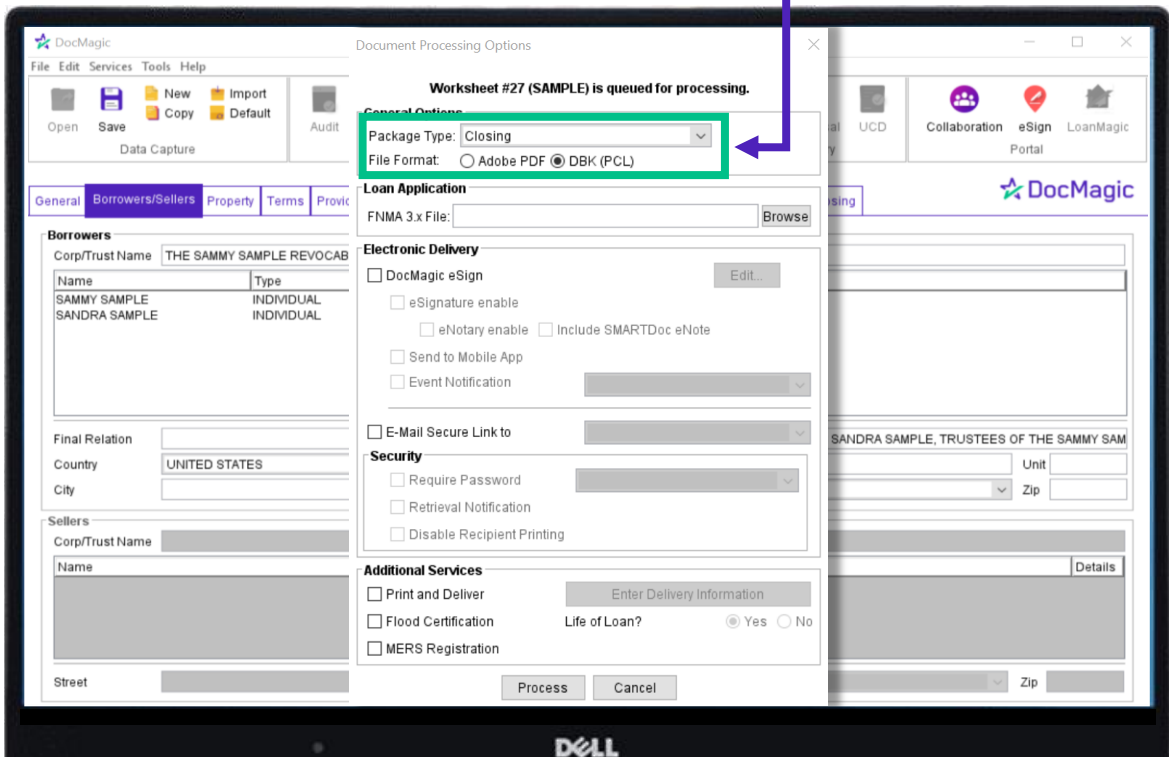 DocMagic
File Edit Services Tools Help
Open
Save
New
Copy
Import
Default
Data Capture
Audit
Document Processing Options
Worksheet #27 (SAMPLE) is queued for processing.
General Options
Package Type: Closing
File Format: Adobe PDF DBK (PCL)
Loan Application
FNMA 3.x File: Browse
Electronic Delivery
DocMagic eSign Edit...
eSignature enable
eNotary enable Include SMARTDoc eNote
Send to Mobile App
Event Notification
E-Mail Secure Link to
Security
Require Password
Retrieval Notification
Disable Recipient Printing
Additional Services
Print and Deliver Enter Delivery Information
Flood Certification Life of Loan? Yes No
MERS Registration
Process Cancel
UCD
Collaboration eSign LoanMagic
Portal
DocMagic
General Borrowers/Sellers Property Terms
Borrowers
Corp/Trust Name THE SAMMY SAMPLE
Name Type
SAMMY SAMPLE INDIVIDUAL
SANDRA SAMPLE INDIVIDUAL
Final Relation
SANDRA SAMPLE, TRUSTEES OF THE SAMMY SAM
Country UNITED STATES
Unit
City
Zip
Sellers
Corp/Trust Name
Name
Details
Street
Zip
DELL